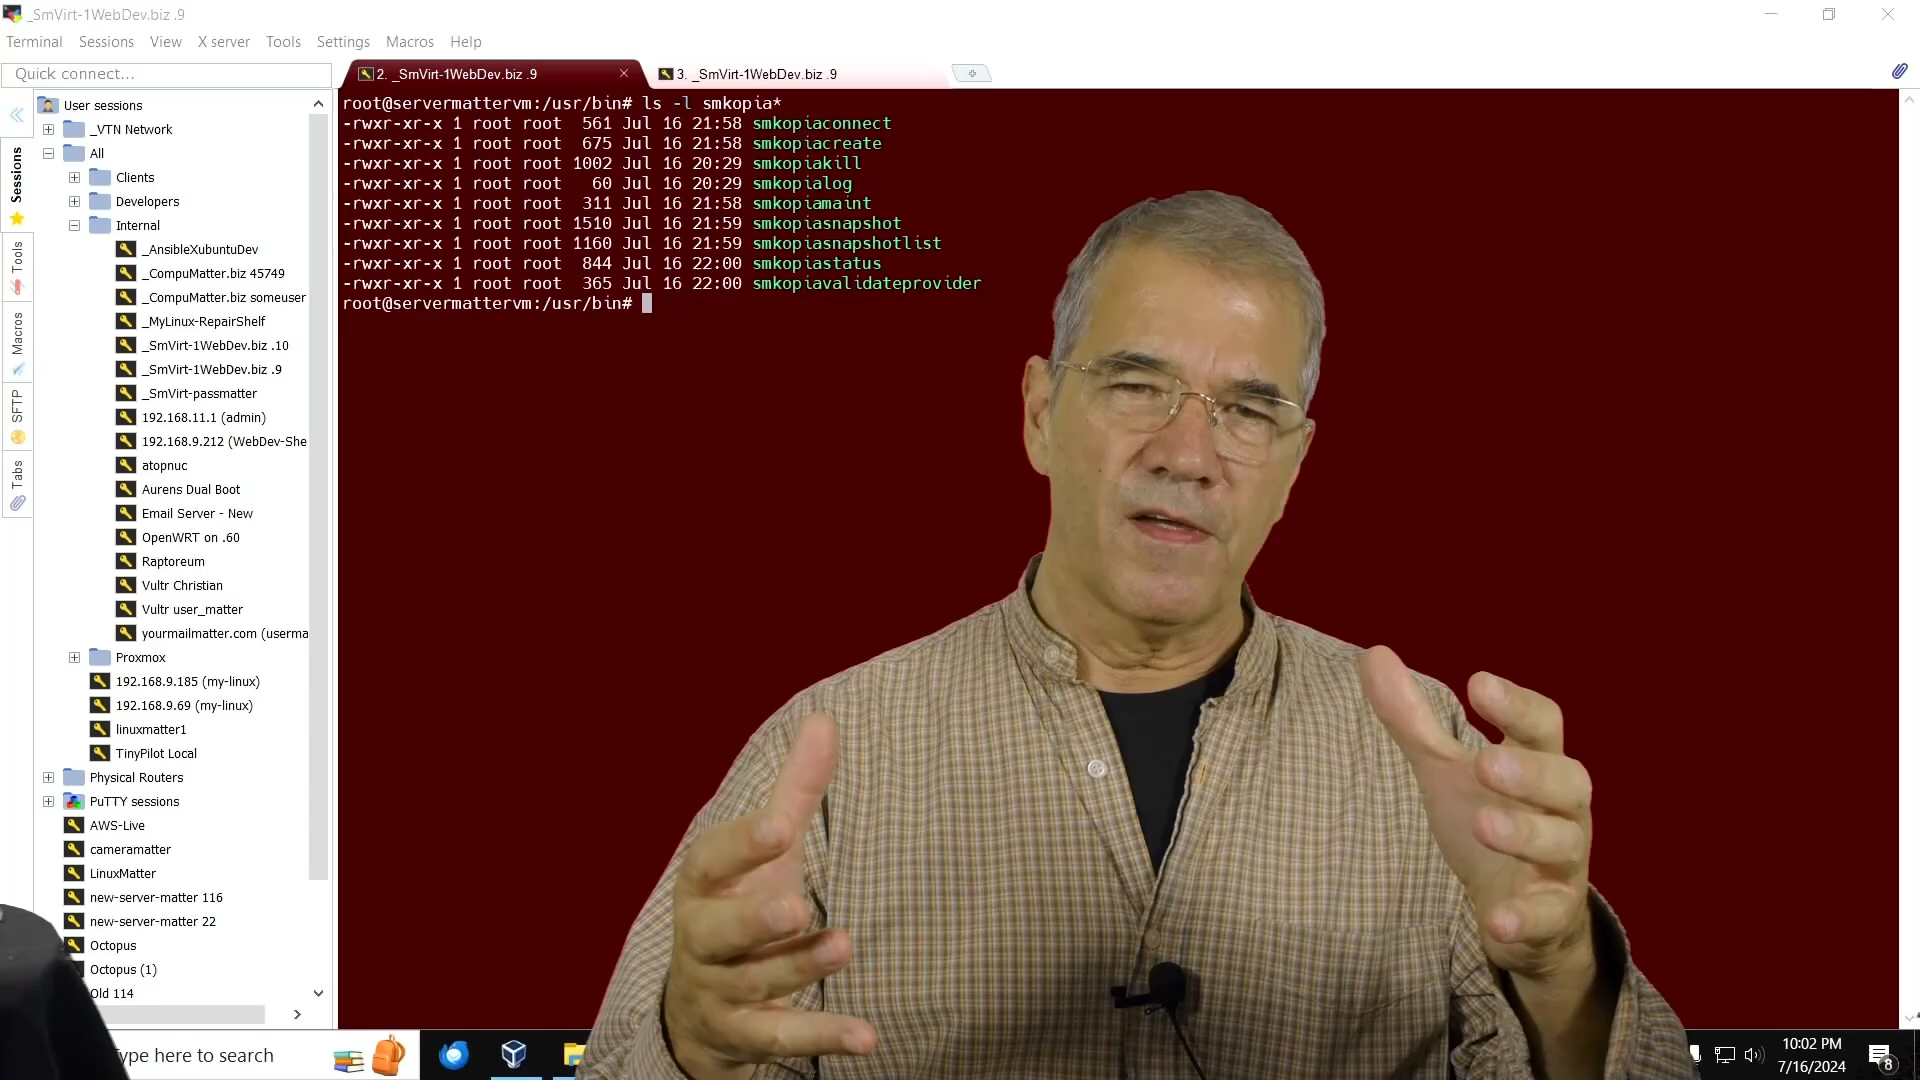 _SmVirt-1WebDev.biz .9
Terminal Sessions View X server Tools Settings Macros Help
Quick connect...
2. _SmVirt-1WebDev.biz .9
3. _SmVirt-1WebDev.biz .9
Sessions
Tools
Macros
SFTP
Tabs
User sessions
_VTN Network
All
Clients
Developers
Internal
_AnsibleXubuntuDev
_CompuMatter.biz 45749
_CompuMatter.biz someuser
_MyLinux-RepairShelf
_SmVirt-1WebDev.biz .10
_SmVirt-1WebDev.biz .9
_SmVirt-passmatter
192.168.11.1 (admin)
192.168.9.212 (WebDev-She
atopnuc
Aurens Dual Boot
Email Server - New
OpenWRT on .60
Raptoreum
Vultr Christian
Vultr user_matter
yourmailmatter.com (userma
Proxmox
192.168.9.185 (my-linux)
192.168.9.69 (my-linux)
linuxmatter1
TinyPilot Local
Physical Routers
PuTTY sessions
AWS-Live
cameramatter
LinuxMatter
new-server-matter 116
new-server-matter 22
Octopus
Octopus (1)
Old 114
root@servermattervm:/usr/bin# ls -l smkopia*
-rwxr-xr-x 1 root root 561 Jul 16 21:58 smkopiaconnect
-rwxr-xr-x 1 root root 675 Jul 16 21:58 smkopiacreate
-rwxr-xr-x 1 root root 1002 Jul 16 20:29 smkopiakill
-rwxr-xr-x 1 root root 60 Jul 16 20:29 smkopialog
-rwxr-xr-x 1 root root 311 Jul 16 21:58 smkopiamaint
-rwxr-xr-x 1 root root 1510 Jul 16 21:59 smkopiasnapshot
-rwxr-xr-x 1 root root 1160 Jul 16 21:59 smkopiasnapshotlist
-rwxr-xr-x 1 root root 844 Jul 16 22:00 smkopiastatus
-rwxr-xr-x 1 root root 365 Jul 16 22:00 smkopiavalidateprovider
root@servermattervm:/usr/bin#
Type here to search
10:02 PM
7/16/2024
8